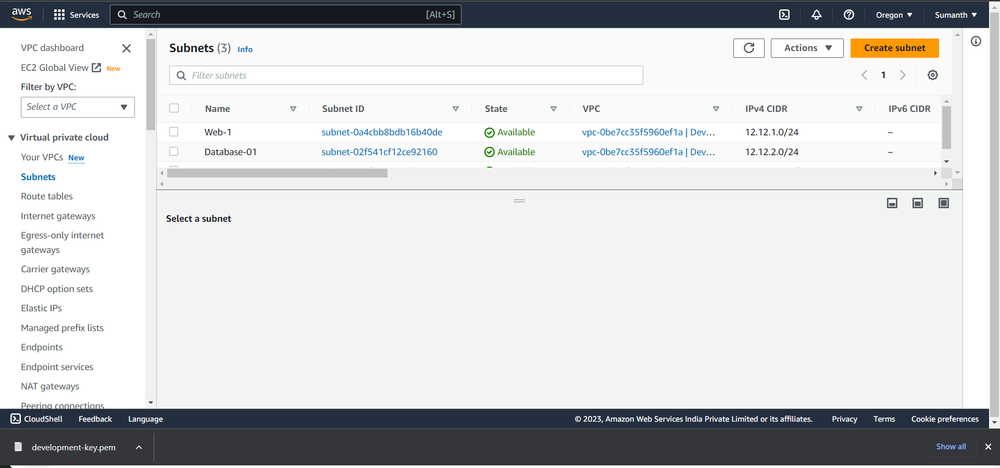 aws Services Search [Alt+S] Oregon Sumanth
VPC dashboard
EC2 Global View New
Filter by VPC:
Select a VPC
Virtual private cloud
Your VPCs New
Subnets
Route tables
Internet gateways
Egress-only internet
gateways
Carrier gateways
DHCP option sets
Elastic IPs
Managed prefix lists
Endpoints
Endpoint services
NAT gateways
Peering connections
Subnets (3) Info
Actions
Create subnet
Filter subnets
1
Name Subnet ID State VPC IPv4 CIDR IPv6 CIDR
Web-1 subnet-0a4cbb8bdb16b40de Available vpc-0be7cc35f5960ef1a | Dev... 12.12.1.0/24 –
Database-01 subnet-02f541cf12ce92160 Available vpc-0be7cc35f5960ef1a | Dev... 12.12.2.0/24 –
Select a subnet
CloudShell Feedback Language © 2023, Amazon Web Services India Private Limited or its affiliates. Privacy Terms Cookie preferences
development-key.pem Show all